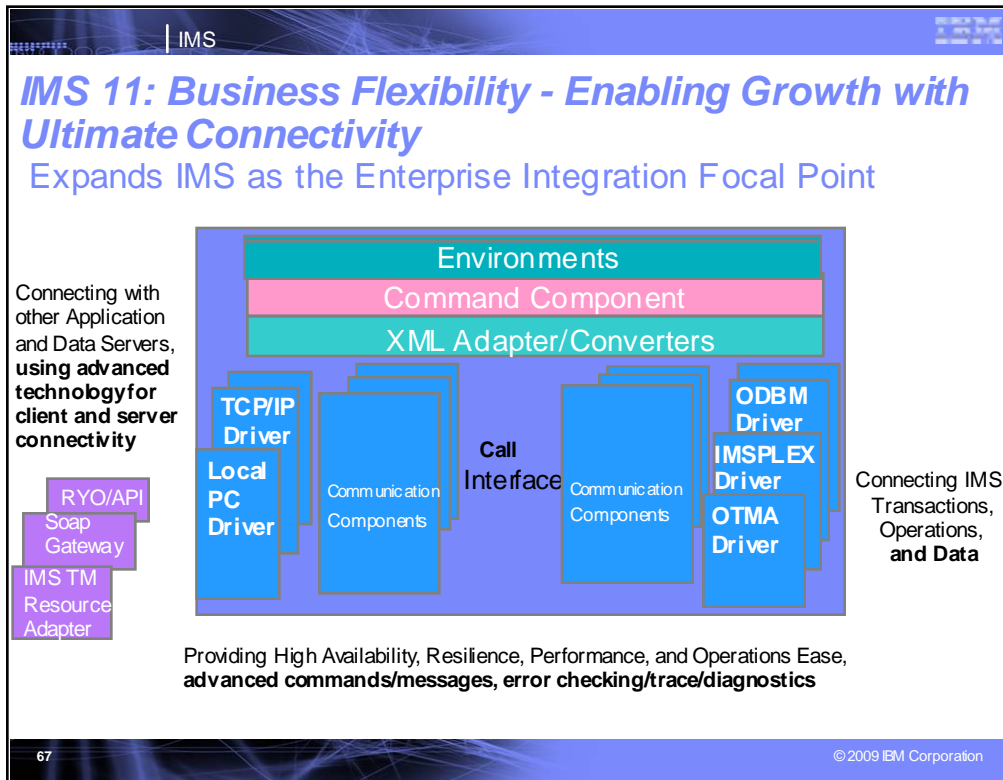 IMS
IBM
IMS 11: Business Flexibility - Enabling Growth with
Ultimate Connectivity
Expands IMS as the Enterprise Integration Focal Point
Environments
Command Component
XML Adapter/Converters
Connecting with
other Application
and Data Servers,
using advanced
technology for
client and server
connectivity
RYO/API
Soap
Gateway
IMS TM
Resource
Adapter
TCP/IP
Driver
Local
PC
Driver
Communication
Components
Call
Interface
Communication
Components
ODBM
Driver
IMSPLEX
Driver
OTMA
Driver
Connecting IMS
Transactions,
Operations,
and Data
Providing High Availability, Resilience, Performance, and Operations Ease,
advanced commands/messages, error checking/trace/diagnostics
67
© 2009 IBM Corporation